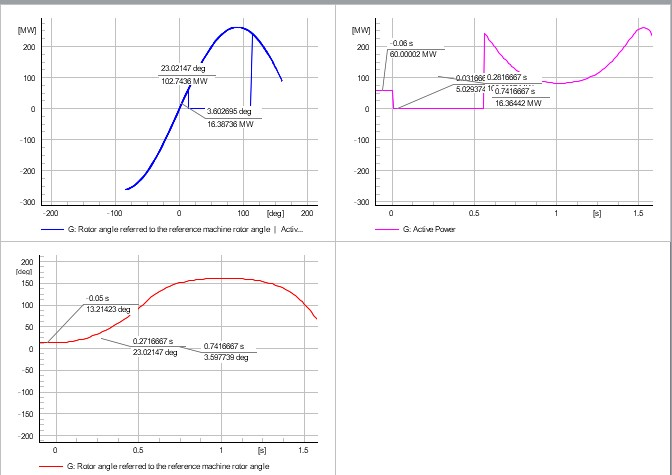 [MW]
200
100
0
-100
-200
-300
-200
-100
0
100
[deg]
200
23.02147 deg
102.7436 MW
3.602695 deg
16.38736 MW
G: Rotor angle referred to the reference machine rotor angle | Activ...
[MW]
200
100
0
-100
-200
-300
0
0.5
1
[s]
1.5
-0.06 s
60.00002 MW
0.2816667 s
0.7416667 s
16.36442 MW
G: Active Power
200
[deg]
150
100
50
0
-50
-100
-150
-200
0
0.5
1
[s]
1.5
-0.05 s
13.21423 deg
0.2716667 s
23.02147 deg
0.7416667 s
3.597739 deg
G: Rotor angle referred to the reference machine rotor angle